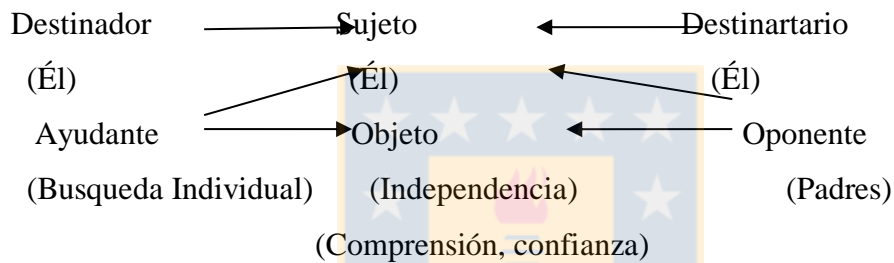 Destinador Sujeto Destinartario
(Él) (Él) (Él)
Ayudante Objeto Oponente
(Busqueda Individual) (Independencia) (Padres)
(Comprensión, confianza)